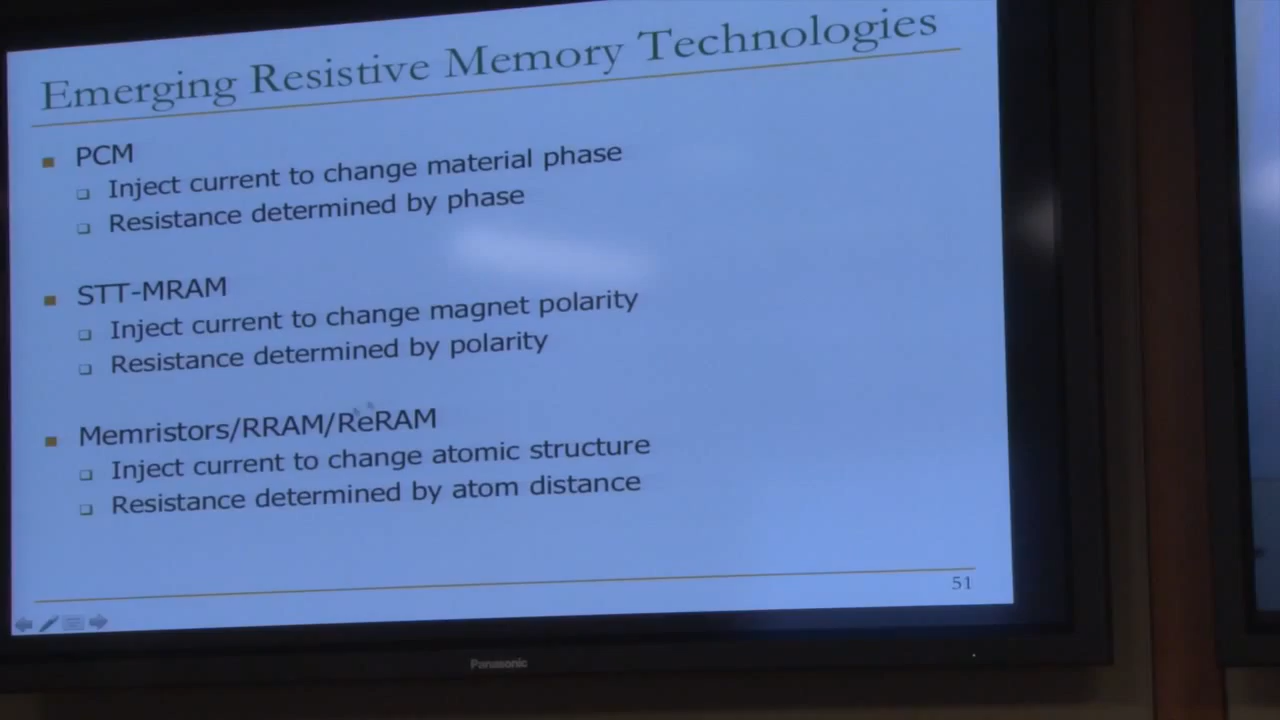 Emerging Resistive Memory Technologies
PCM
Inject current to change material phase
Resistance determined by phase
STT-MRAM
Inject current to change magnet polarity
Resistance determined by polarity
Memristors/RRAM/ReRAM
Inject current to change atomic structure
Resistance determined by atom distance
51
Panasonic